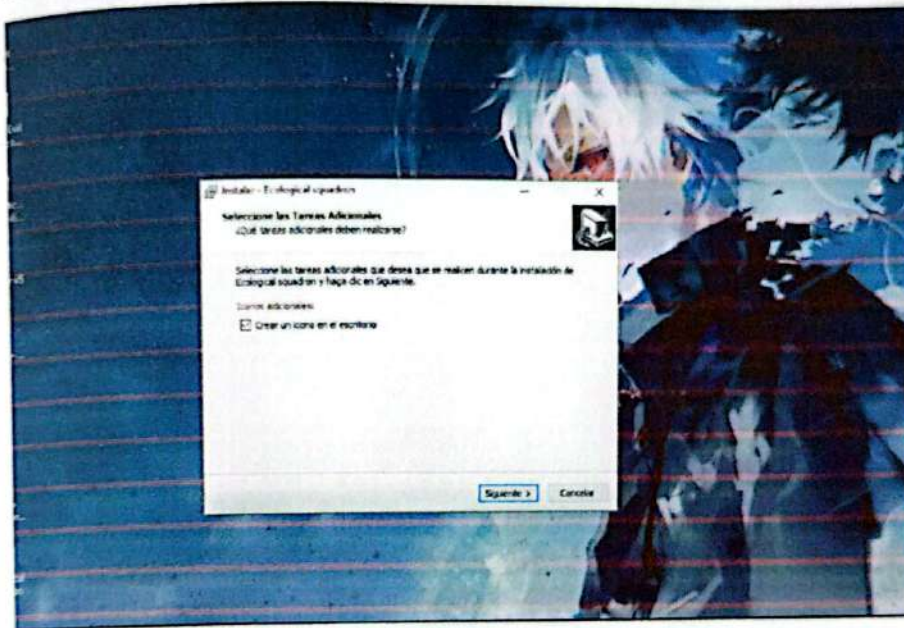 Instalar - Ecological squadron
Seleccione las Tareas Adicionales
¿Qué tareas adicionales deben realizarse?
Seleccione las tareas adicionales que desea que se realicen durante la instalación de
Ecological squadron y haga clic en Siguiente.
Iconos adicionales:
Crear un icono en el escritorio
Siguiente >
Cancelar